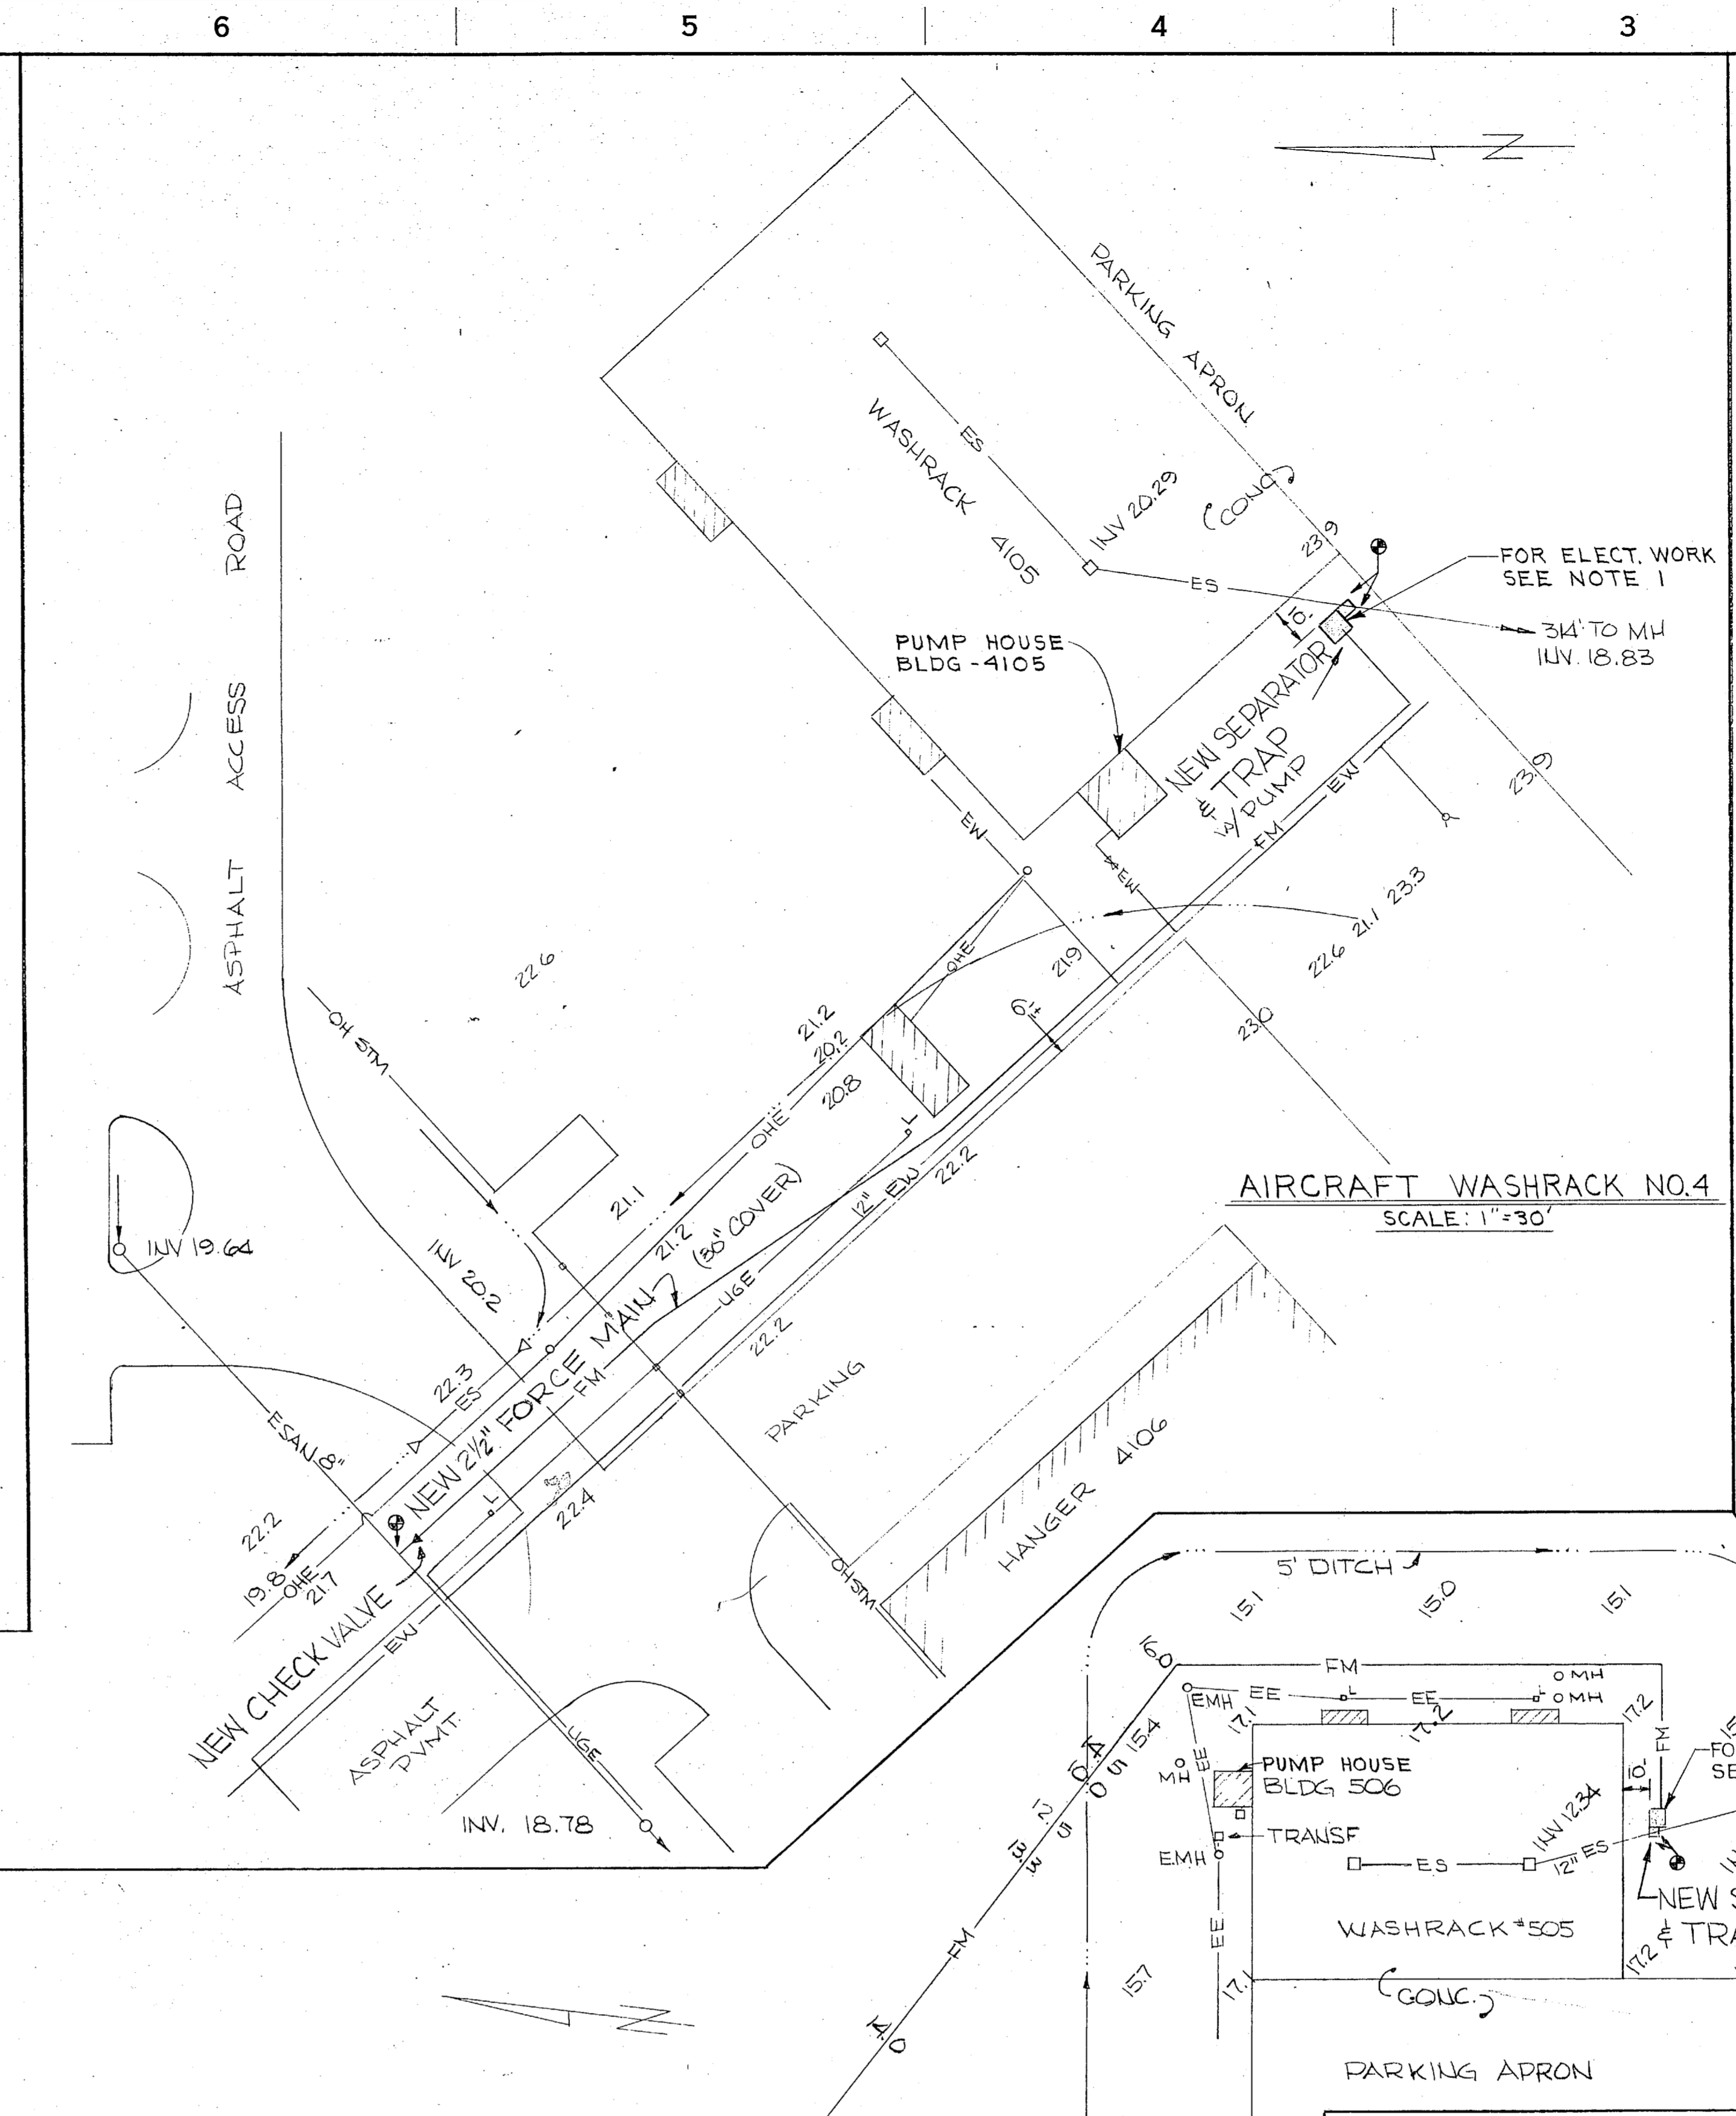 6
5
4
3
N
PARKING APRON
WASHRACK
4105
ES
INV 20.29
(CONC)
23.9
FOR ELECT. WORK
SEE NOTE 1
ES
10'
314' TO MH
INV. 18.83
PUMP HOUSE
BLDG - 4105
NEW SEPARATOR
& TRAP
W/ PUMP
ASPHALT ACCESS ROAD
EW
FM
EW
EW
23.9
OHE
21.9
22.6
21.1
23.3
22.6
23.0
6'±
OH STM
21.2
20.2
20.8
OHE
L
22.2
12" EW
AIRCRAFT WASHRACK NO.4
SCALE: 1"=30'
21.1
21.2
(30" COVER)
INV 19.64
INV 20.2
UGE
22.2
NEW 2½" FORCE MAIN
FM
22.3
ES
PARKING
HANGER 4106
ESAN 8"
L
22.4
22.2
19.8
OHE
21.7
NEW CHECK VALVE
EW
OH STM
ASPHALT
PVMT.
UGE
INV. 18.78
5' DITCH
15.1
15.0
15.1
16.0
FM
MH
MH
EMH
EE
L
EE
L
17.1
17.2
17.2
15.4
FM
EE
MH
PUMP HOUSE
BLDG 506
10'
TRANSF
EMH
INV 12.34
ES
12" ES
NEW
&
WASHRACK #505
EE
17.1
17.2
15.7
(CONC.)
FM
14.0
N
PARKING APRON